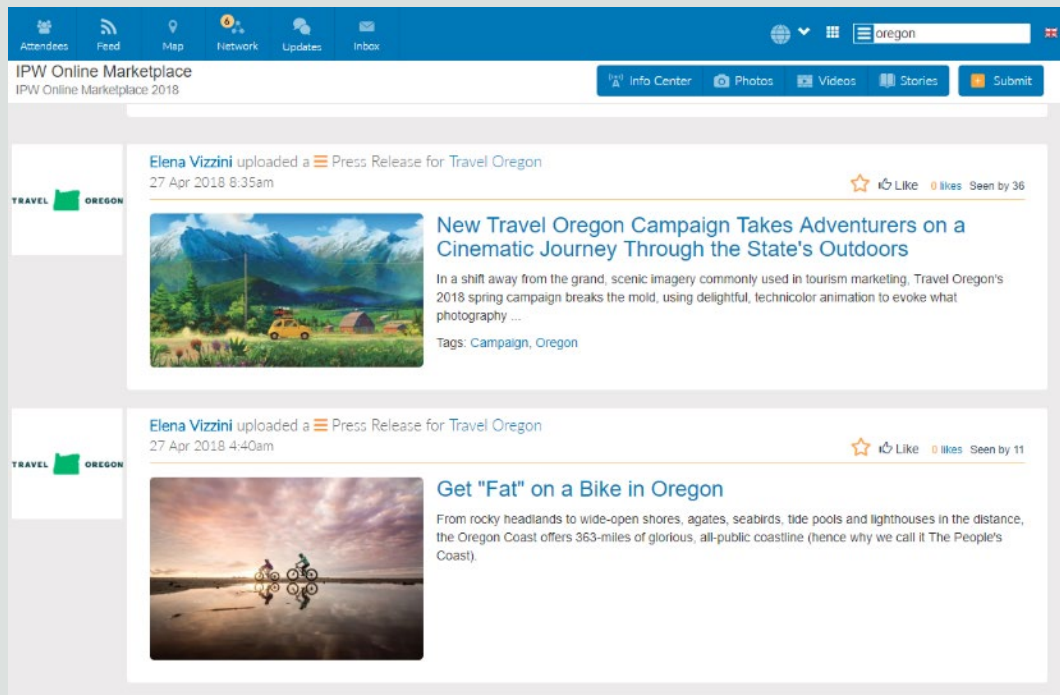 6
Attendees Feed Map Network Updates Inbox
oregon
IPW Online Marketplace
IPW Online Marketplace 2018
Info Center Photos Videos Stories Submit
Elena Vizzini uploaded a Press Release for Travel Oregon
27 Apr 2018 8:35am
Like 0 likes Seen by 36
TRAVEL OREGON
New Travel Oregon Campaign Takes Adventurers on a
Cinematic Journey Through the State's Outdoors
In a shift away from the grand, scenic imagery commonly used in tourism marketing, Travel Oregon's
2018 spring campaign breaks the mold, using delightful, technicolor animation to evoke what
photography ...
Tags: Campaign, Oregon
Elena Vizzini uploaded a Press Release for Travel Oregon
27 Apr 2018 4:40am
Like 0 likes Seen by 11
TRAVEL OREGON
Get "Fat" on a Bike in Oregon
From rocky headlands to wide-open shores, agates, seabirds, tide pools and lighthouses in the distance,
the Oregon Coast offers 363-miles of glorious, all-public coastline (hence why we call it The People's
Coast).